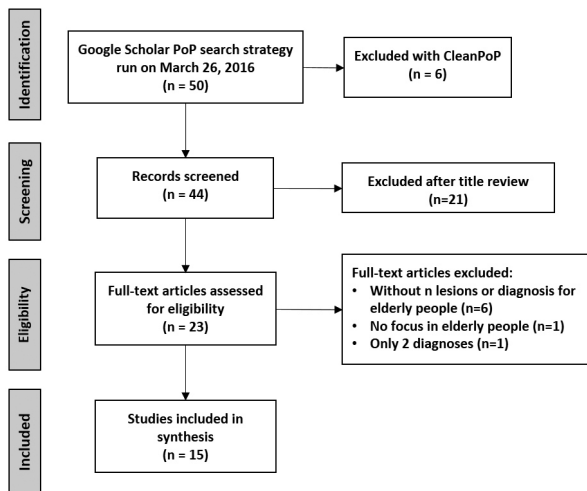 Identification
Google Scholar PoP search strategy
run on March 26, 2016
(n = 50)
Excluded with CleanPoP
(n = 6)
Screening
Records screened
(n = 44)
Excluded after title review
(n=21)
Eligibility
Full-text articles assessed
for eligibility
(n = 23)
Full-text articles excluded:
• Without n lesions or diagnosis for
elderly people (n=6)
• No focus in elderly people (n=1)
• Only 2 diagnoses (n=1)
Included
Studies included in
synthesis
(n = 15)